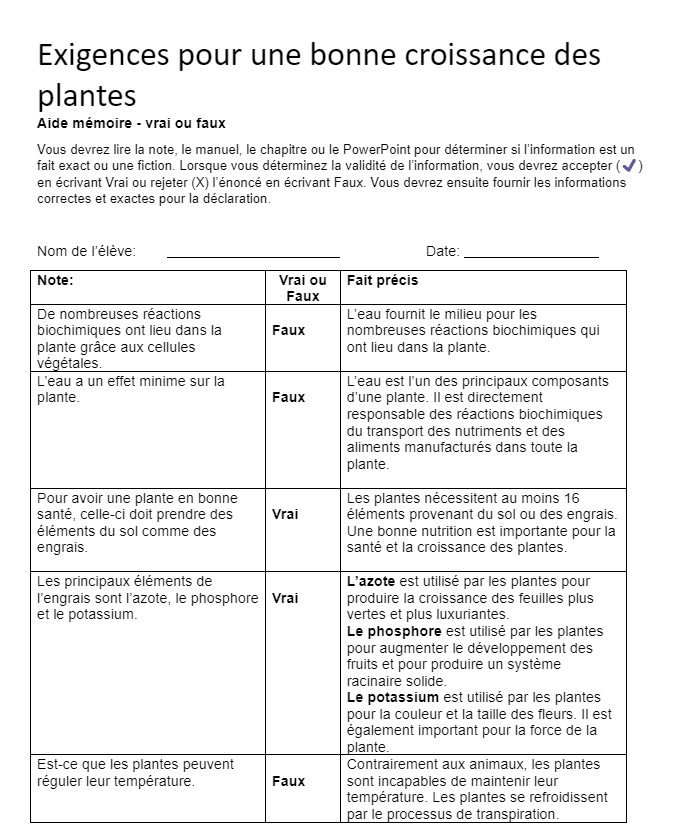 Exigences pour une bonne croissance des
plantes
Aide mémoire - vrai ou faux
Vous devrez lire la note, le manuel, le chapitre ou le PowerPoint pour déterminer si l'information est un
fait exact ou une fiction. Lorsque vous déterminez la validité de l'information, vous devrez accepter (✔)
en écrivant Vrai ou rejeter (X) l'énoncé en écrivant Faux. Vous devrez ensuite fournir les informations
correctes et exactes pour la déclaration.
Nom de l'élève: ______________________ Date: _________________
Note:
Vrai ou
Faux
Fait précis
De nombreuses réactions
biochimiques ont lieu dans la
plante grâce aux cellules
végétales.
Faux
L'eau fournit le milieu pour les
nombreuses réactions biochimiques qui
ont lieu dans la plante.
L'eau a un effet minime sur la
plante.
Faux
L'eau est l'un des principaux composants
d'une plante. Il est directement
responsable des réactions biochimiques
du transport des nutriments et des
aliments manufacturés dans toute la
plante.
Pour avoir une plante en bonne
santé, celle-ci doit prendre des
éléments du sol comme des
engrais.
Vrai
Les plantes nécessitent au moins 16
éléments provenant du sol ou des engrais.
Une bonne nutrition est importante pour la
santé et la croissance des plantes.
Les principaux éléments de
l'engrais sont l'azote, le phosphore
et le potassium.
Vrai
L'azote est utilisé par les plantes pour
produire la croissance des feuilles plus
vertes et plus luxuriantes.
Le phosphore est utilisé par les plantes
pour augmenter le développement des
fruits et pour produire un système
racinaire solide.
Le potassium est utilisé par les plantes
pour la couleur et la taille des fleurs. Il est
également important pour la force de la
plante.
Est-ce que les plantes peuvent
réguler leur température.
Faux
Contrairement aux animaux, les plantes
sont incapables de maintenir leur
température. Les plantes se refroidissent
par le processus de transpiration.